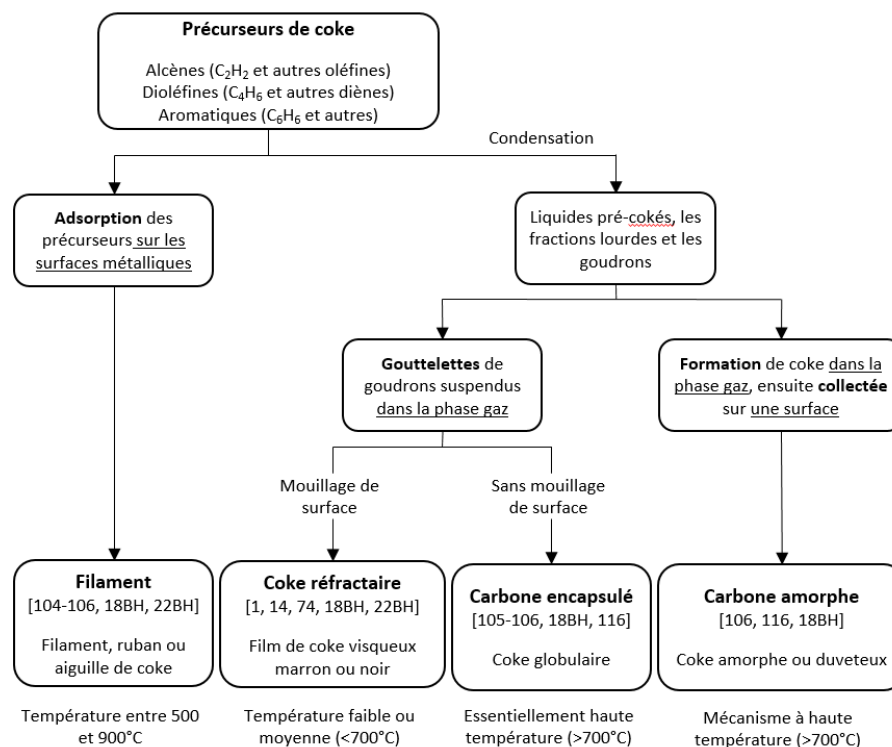 Précurseurs de coke
Alcènes (C₂H₂ et autres oléfines)
Dioléfines (C₄H₆ et autres diènes)
Aromatiques (C₆H₆ et autres)
Condensation
Adsorption des
précurseurs sur les
surfaces métalliques
Liquides pré-cokés, les
fractions lourdes et les
goudrons
Gouttelettes de
goudrons suspendus
dans la phase gaz
Formation de coke dans la
phase gaz, ensuite collectée
sur une surface
Mouillage de
surface
Sans mouillage
de surface
Filament
[104-106, 18BH, 22BH]
Filament, ruban ou
aiguille de coke
Coke réfractaire
[1, 14, 74, 18BH, 22BH]
Film de coke visqueux
marron ou noir
Carbone encapsulé
[105-106, 18BH, 116]
Coke globulaire
Carbone amorphe
[106, 116, 18BH]
Coke amorphe ou duveteux
Température entre 500
et 900°C
Température faible ou
moyenne (<700°C)
Essentiellement haute
température (>700°C)
Mécanisme à haute
température (>700°C)